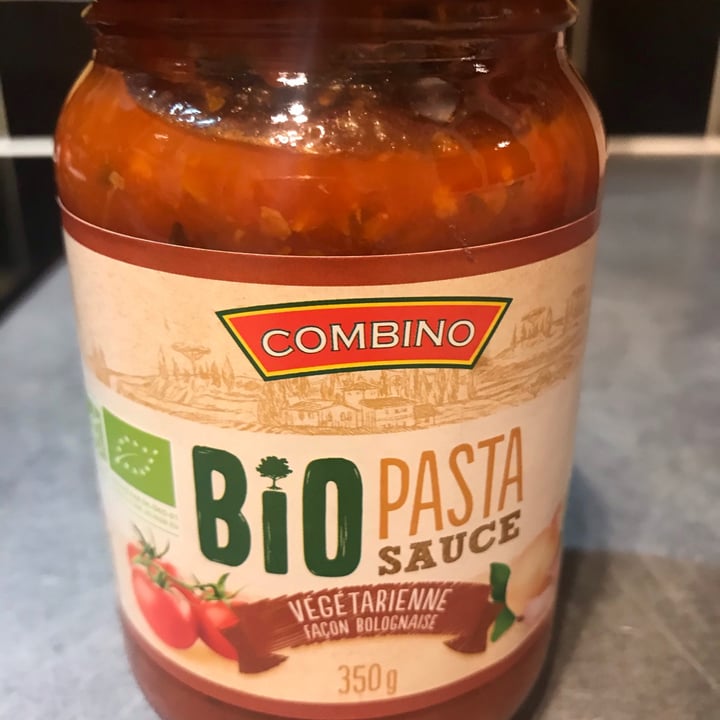 COMBINO
BIO PASTA
SAUCE
VÉGÉTARIENNE
FAÇON BOLOGNAISE
350g